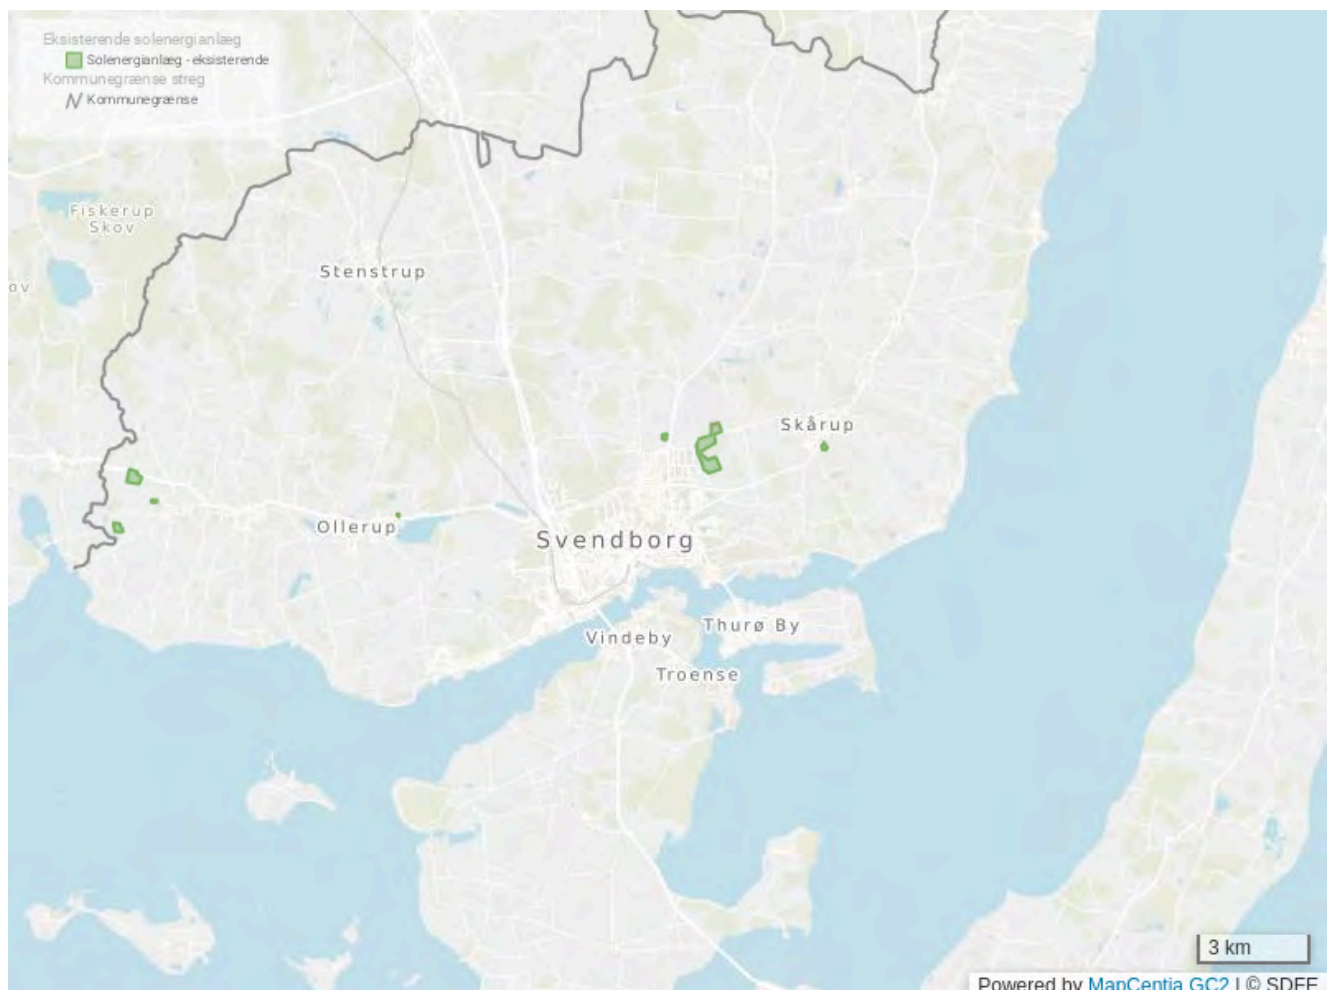 Eksisterende solenergianlæg
Solenergianlæg - eksisterende
Kommunegrænse streg
Kommunegrænse
Fiskerup
Skov
ov
Stenstrup
Skårup
Ollerup
Svendborg
Vindeby
Thurø By
Troense
3 km
Powered by MapCentia GC2 | © SDFE